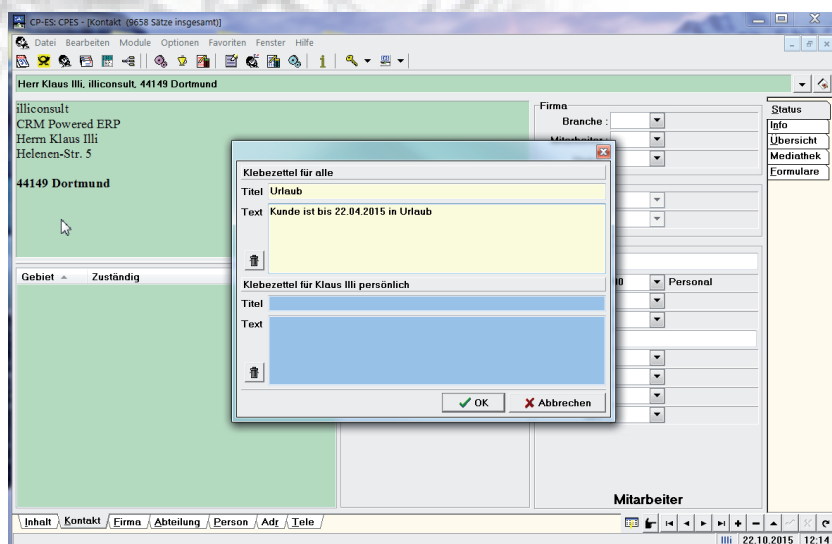 CP-ES: CPES - [Kontakt (9658 Sätze insgesamt)]
Datei Bearbeiten Module Optionen Favoriten Fenster Hilfe
Herr Klaus Illi, illiconsult, 44149 Dortmund
illiconsult
CRM Powered ERP
Herrn Klaus Illi
Helenen-Str. 5
44149 Dortmund
Firma
Branche :
Status
Info
Übersicht
Mediathek
Formulare
Klebezettel für alle
Titel Urlaub
Text Kunde ist bis 22.04.2015 in Urlaub
Klebezettel für Klaus Illi persönlich
Titel
Text
OK Abbrechen
Gebiet Zuständig
Personal
Mitarbeiter
Inhalt Kontakt Firma Abteilung Person Adr Tele
Illi 22.10.2015 12:14